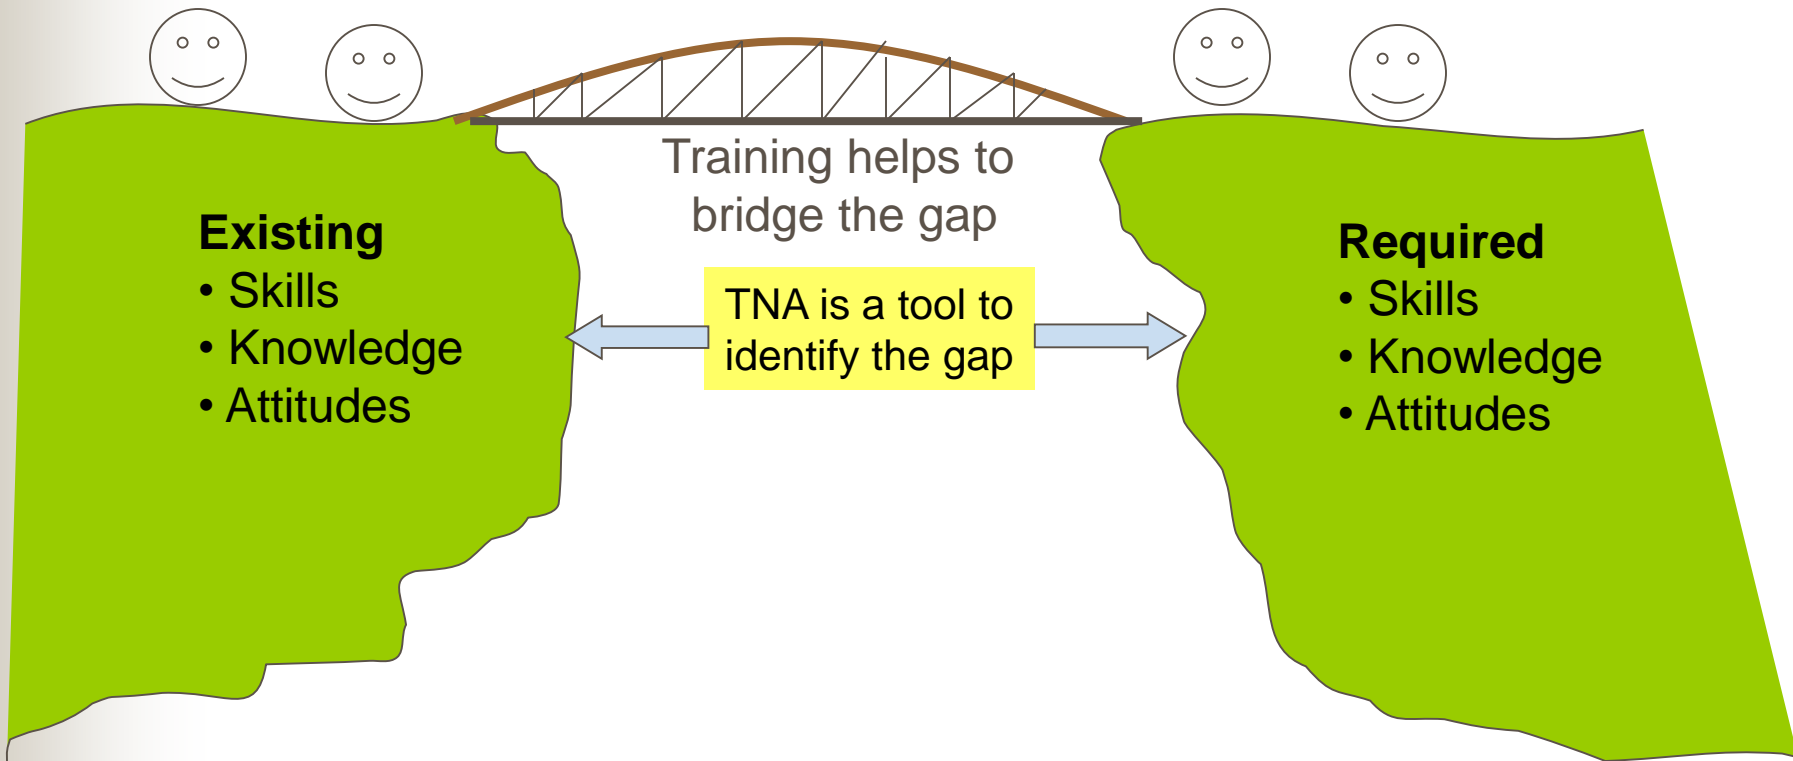 Training helps to
bridge the gap
Existing
• Skills
• Knowledge
• Attitudes
TNA is a tool to
identify the gap
Required
• Skills
• Knowledge
• Attitudes